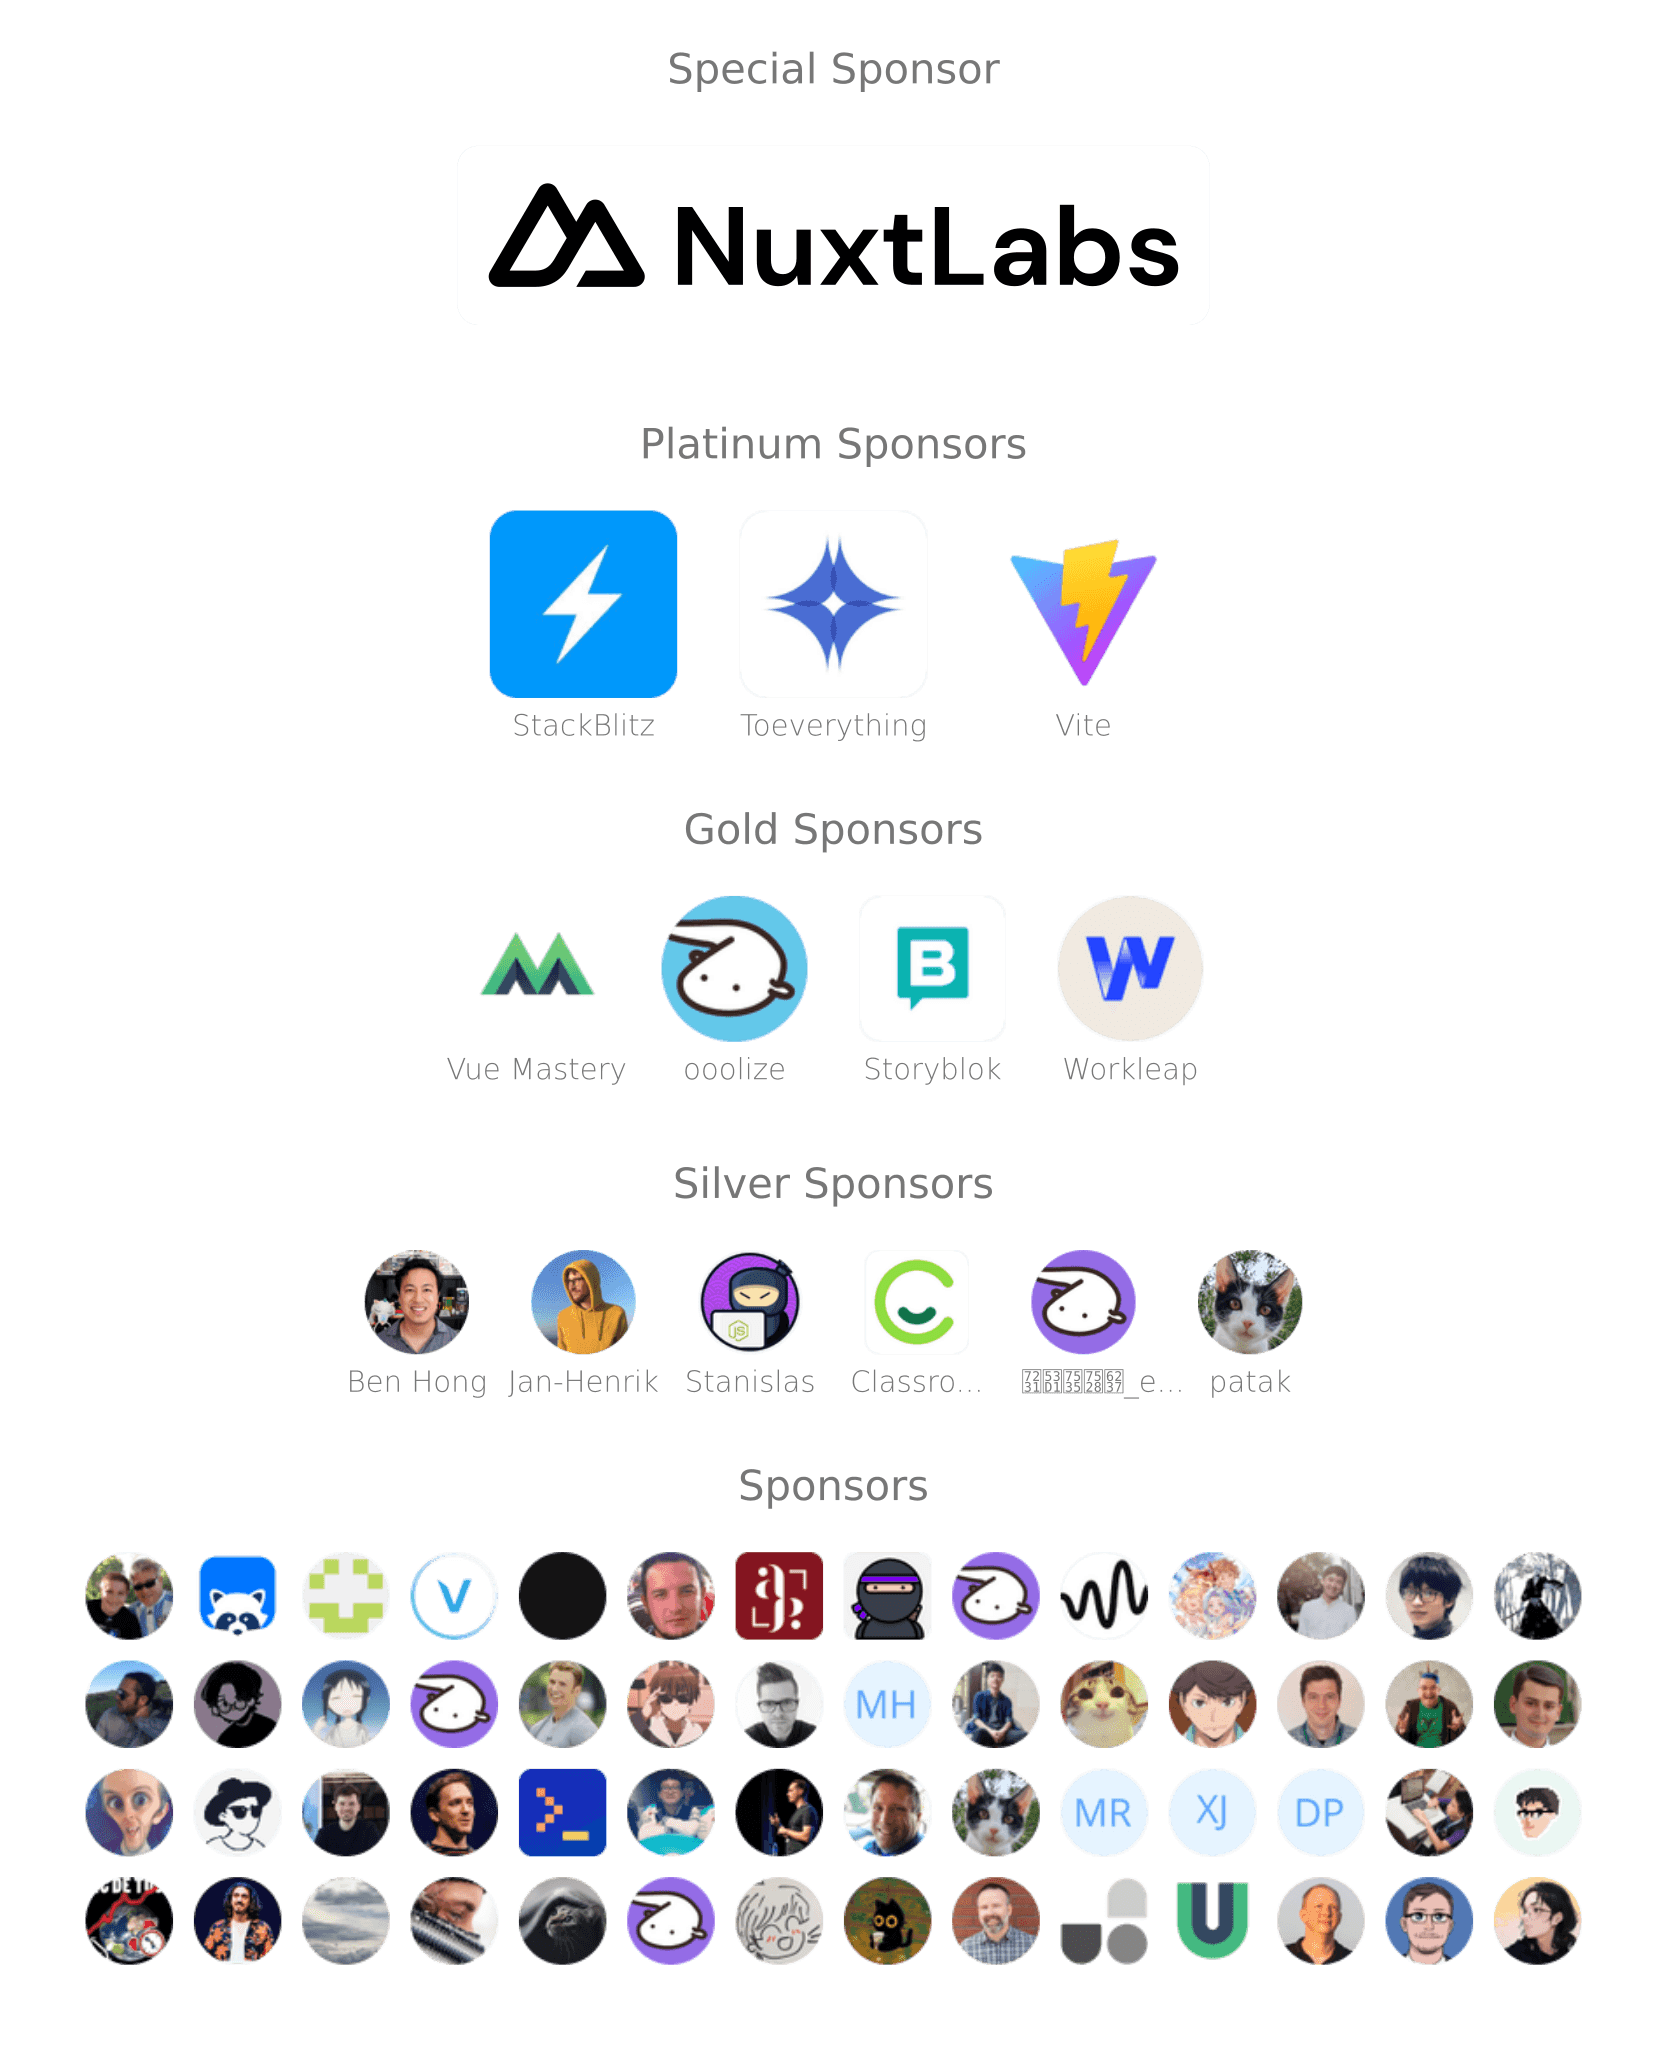 Special Sponsor
NuxtLabs
Platinum Sponsors
StackBlitz
Toeverything
Vite
Gold Sponsors
B
W
Vue Mastery
ooolize
Storyblok
Workleap
Silver Sponsors
JS
Ben Hong
Jan-Henrik
Stanislas
Classro...
_e...
patak
Sponsors
V
MH
MR
XJ
DP
U